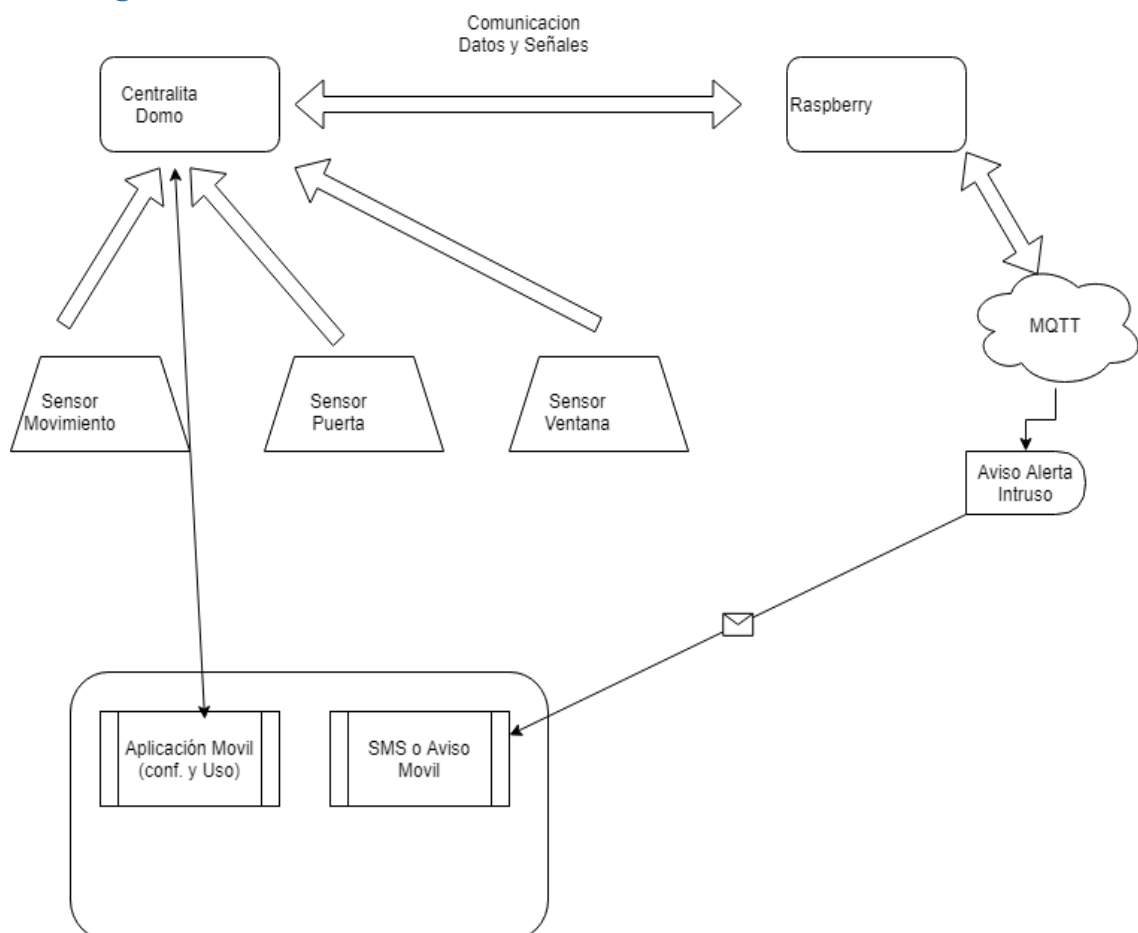 Comunicacion
Datos y Señales
Centralita
Domo
Raspberry
MQTT
Sensor
Movimiento
Sensor
Puerta
Sensor
Ventana
Aviso Alerta
Intruso
Aplicación Movil
(conf. y Uso)
SMS o Aviso
Movil